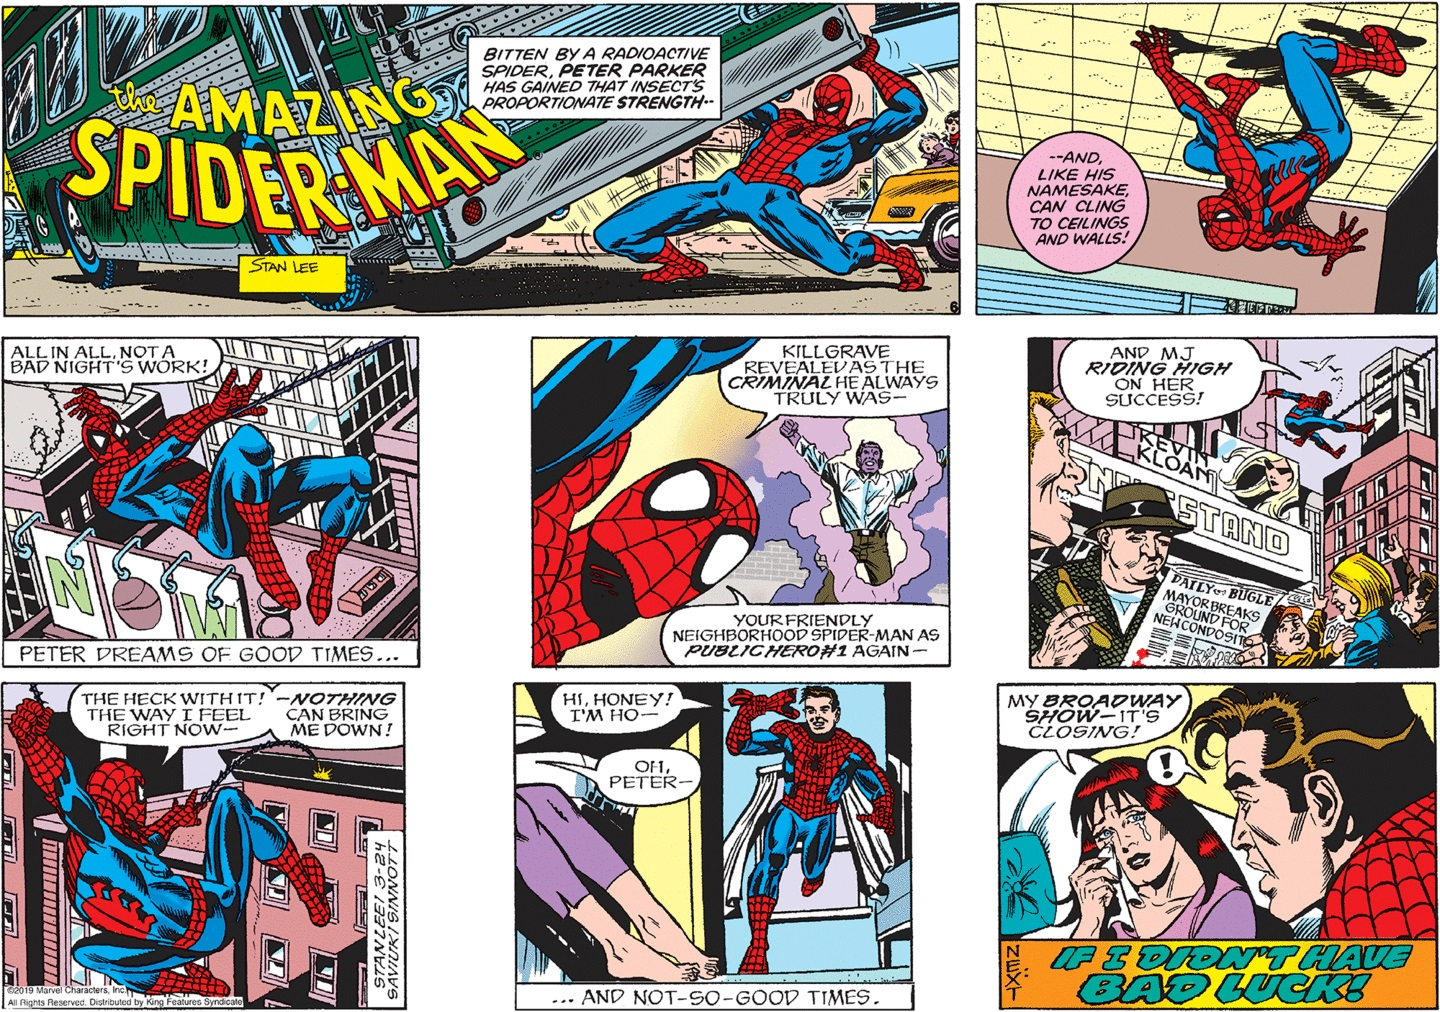 the AMAZING
SPIDER-MAN
STAN LEE
BITTEN BY A RADIOACTIVE
SPIDER, PETER PARKER
HAS GAINED THAT INSECT'S
PROPORTIONATE STRENGTH--
6
--AND,
LIKE HIS
NAMESAKE,
CAN CLING
TO CEILINGS
AND WALLS!
ALL IN ALL, NOT A
BAD NIGHT'S WORK!
NOW
PETER DREAMS OF GOOD TIMES...
KILLGRAVE
REVEALED AS THE
CRIMINAL HE ALWAYS
TRULY WAS—
YOUR FRIENDLY
NEIGHBORHOOD SPIDER-MAN AS
PUBLIC HERO #1 AGAIN—
AND MJ
RIDING HIGH
ON HER
SUCCESS!
KEVIN
KLOAN
STAND
DAILY BUGLE
MAYOR BREAKS
GROUND FOR
NEW CONDO SITE
THE HECK WITH IT!
THE WAY I FEEL
RIGHT NOW—
—NOTHING
CAN BRING
ME DOWN!
STAN LEE! 3-24
SAVIUK! SINNOTT
©2019 Marvel Characters, Inc.
All Rights Reserved. Distributed by King Features Syndicate
HI, HONEY!
I'M HO—
OH,
PETER—
... AND NOT-SO-GOOD TIMES.
MY BROADWAY
SHOW—IT'S
CLOSING!
!
NEXT:
IF I DIDN'T HAVE
BAD LUCK!